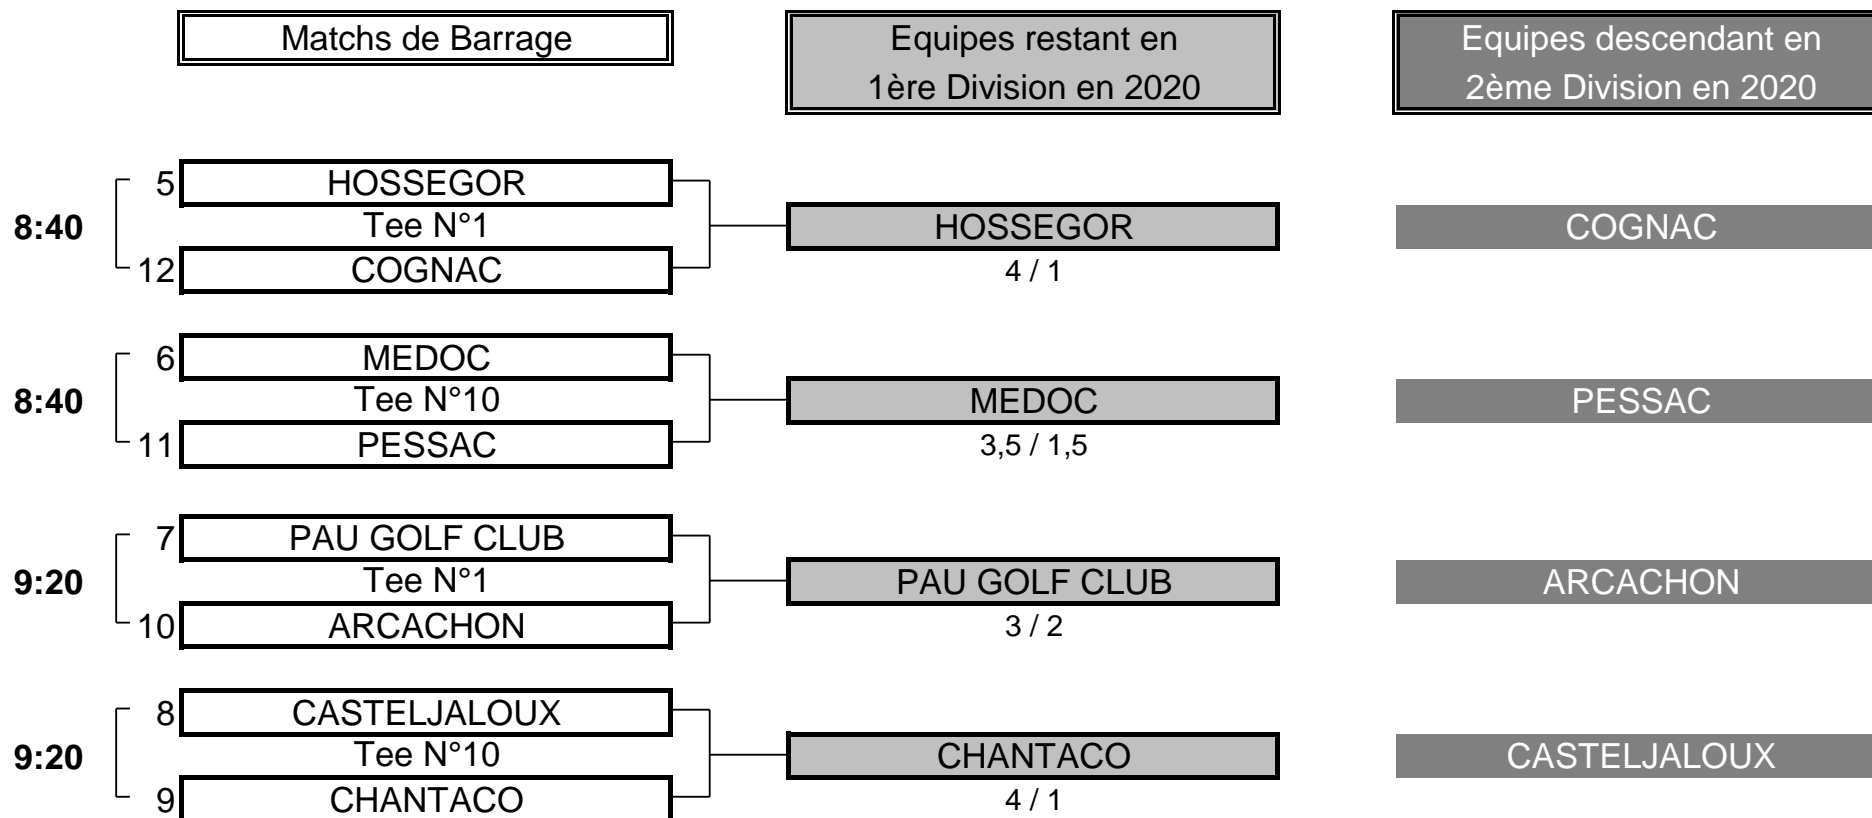 Matchs de Barrage
Equipes restant en
1ère Division en 2020
Equipes descendant en
2ème Division en 2020
5 HOSSEGOR
8:40 Tee N°1 HOSSEGOR COGNAC
12 COGNAC 4 / 1
6 MEDOC
8:40 Tee N°10 MEDOC PESSAC
11 PESSAC 3,5 / 1,5
7 PAU GOLF CLUB
9:20 Tee N°1 PAU GOLF CLUB ARCACHON
10 ARCACHON 3 / 2
8 CASTELJALOUX
9:20 Tee N°10 CHANTACO CASTELJALOUX
9 CHANTACO 4 / 1